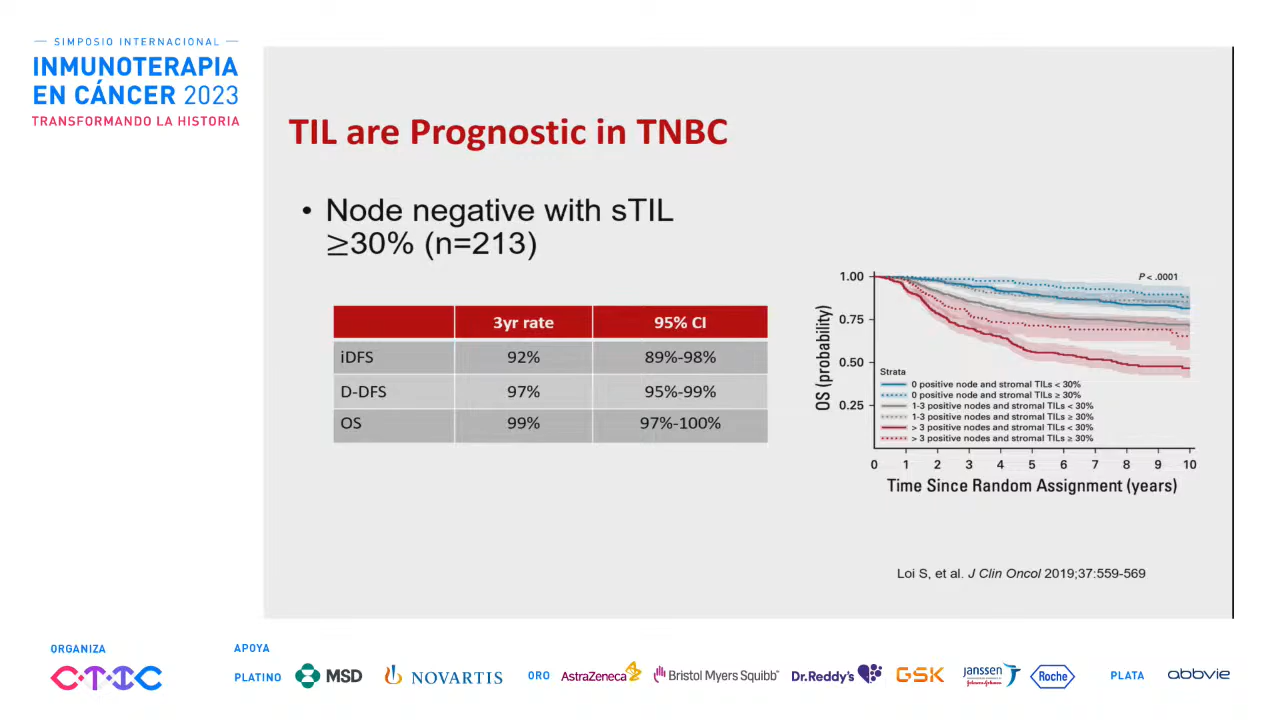 SIMPOSIO INTERNACIONAL
INMUNOTERAPIA
EN CÁNCER 2023
TRANSFORMANDO LA HISTORIA
TIL are Prognostic in TNBC
• Node negative with sTIL
≥30% (n=213)
3yr rate 95% CI
iDFS 92% 89%-98%
D-DFS 97% 95%-99%
OS 99% 97%-100%
P < .0001
1.00
0.75
0.50
0.25
OS (probability)
Strata
0 positive node and stromal TILs < 30%
0 positive node and stromal TILs ≥ 30%
1-3 positive nodes and stromal TILs < 30%
1-3 positive nodes and stromal TILs ≥ 30%
> 3 positive nodes and stromal TILs < 30%
> 3 positive nodes and stromal TILs ≥ 30%
0 1 2 3 4 5 6 7 8 9 10
Time Since Random Assignment (years)
Loi S, et al. J Clin Oncol 2019;37:559-569
ORGANIZA
CTIC
APOYA
PLATINO MSD NOVARTIS ORO AstraZeneca Bristol Myers Squibb™ Dr.Reddy's GSK Janssen Johnson&Johnson Roche PLATA abbvie